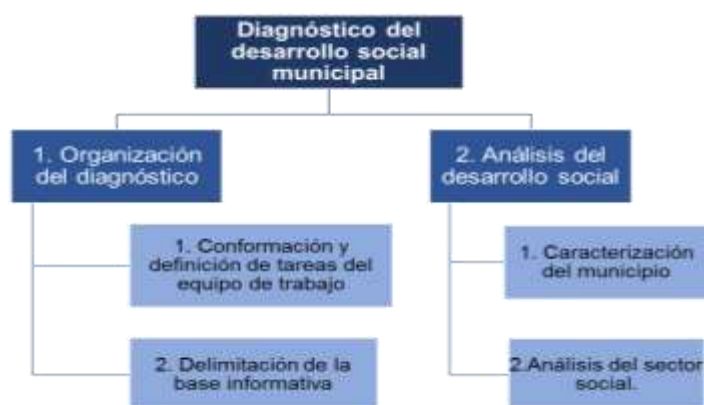 Diagnóstico del
desarrollo social
municipal
1. Organización
del diagnóstico
2. Análisis del
desarrollo social
1. Conformación y
definición de tareas del
equipo de trabajo
1. Caracterización
del municipio
2. Delimitación de la
base informativa
2.Análisis del sector
social.